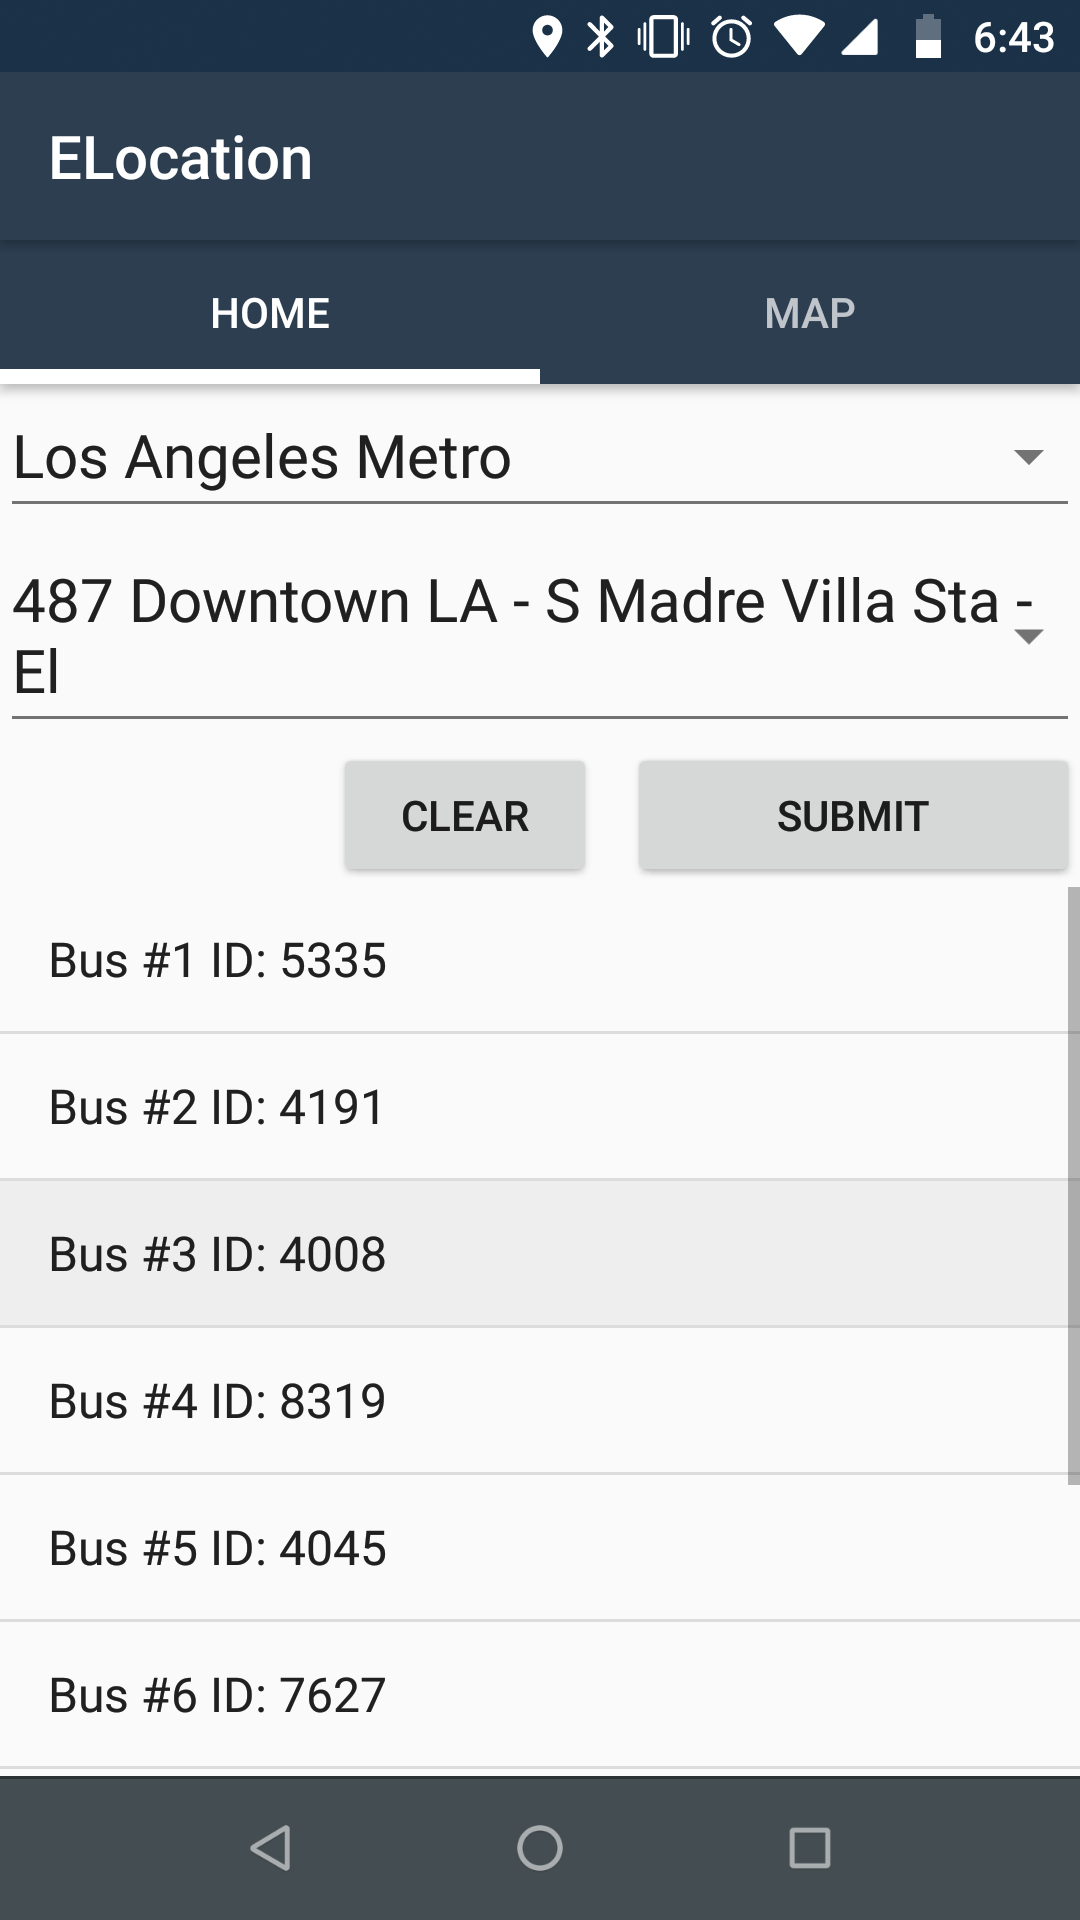 6:43
ELocation
HOME MAP
Los Angeles Metro
487 Downtown LA - S Madre Villa Sta -
El
CLEAR SUBMIT
Bus #1 ID: 5335
Bus #2 ID: 4191
Bus #3 ID: 4008
Bus #4 ID: 8319
Bus #5 ID: 4045
Bus #6 ID: 7627